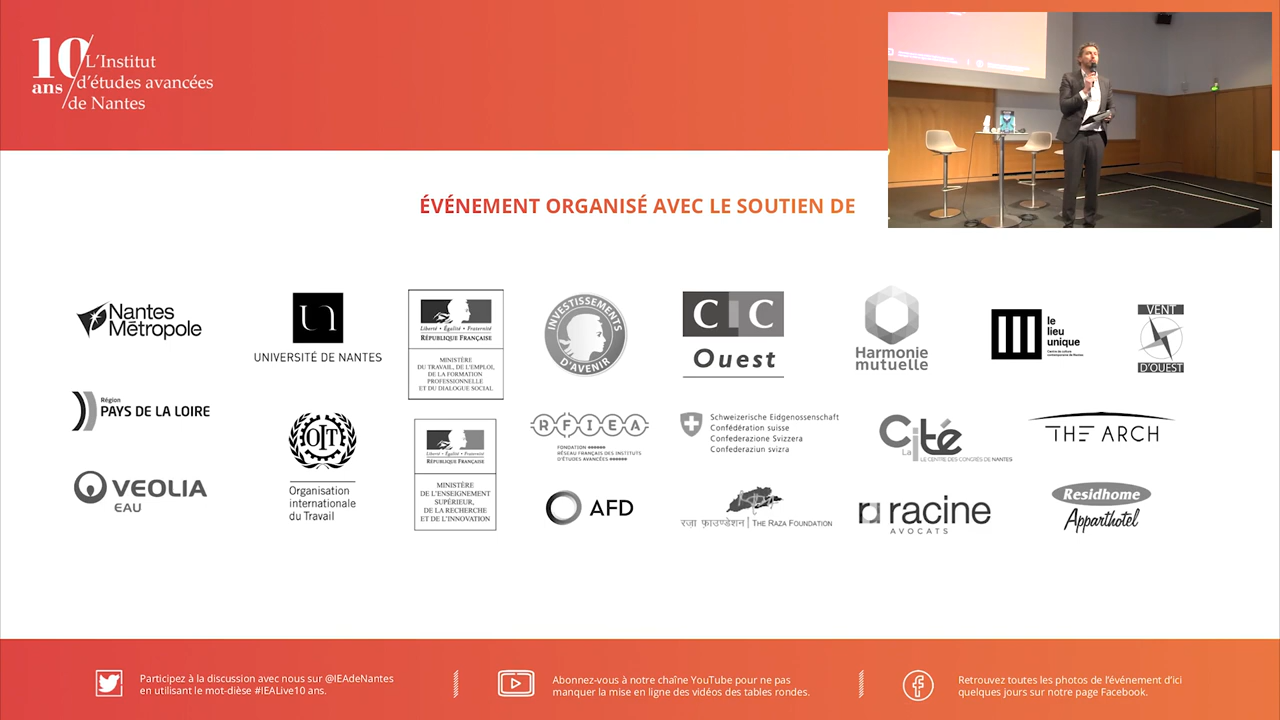 10 ans
L'Institut
d'études avancées
de Nantes
ÉVÉNEMENT ORGANISÉ AVEC LE SOUTIEN DE
Nantes
Métropole
UNIVERSITÉ DE NANTES
Liberté • Égalité • Fraternité
RÉPUBLIQUE FRANÇAISE
MINISTÈRE
DU TRAVAIL, DE L'EMPLOI,
DE LA FORMATION
PROFESSIONNELLE
ET DU DIALOGUE SOCIAL
INVESTISSEMENTS
D'AVENIR
CIC
Ouest
Harmonie
mutuelle
le
lieu
unique
Centre de culture
contemporaine de Nantes
VENT
D'OUEST
Région
PAYS DE LA LOIRE
OIT
Organisation
internationale
du Travail
Liberté • Égalité • Fraternité
RÉPUBLIQUE FRANÇAISE
MINISTÈRE
DE L'ENSEIGNEMENT
SUPÉRIEUR,
DE LA RECHERCHE
ET DE L'INNOVATION
RFIEA
FONDATION
RÉSEAU FRANÇAIS DES INSTITUTS
D'ÉTUDES AVANCÉES
Schweizerische Eidgenossenschaft
Confédération suisse
Confederazione Svizzera
Confederaziun svizra
La Cité
LE CENTRE DES CONGRÈS DE NANTES
THE ARCH
VEOLIA
EAU
AFD
रज़ा फ़ाउण्डेशन | THE RAZA FOUNDATION
racine
AVOCATS
Residhome
Apparthotel
Participez à la discussion avec nous sur @IEAdeNantes
en utilisant le mot-dièse #IEALive10 ans.
Abonnez-vous à notre chaîne YouTube pour ne pas
manquer la mise en ligne des vidéos des tables rondes.
Retrouvez toutes les photos de l'événement d'ici
quelques jours sur notre page Facebook.